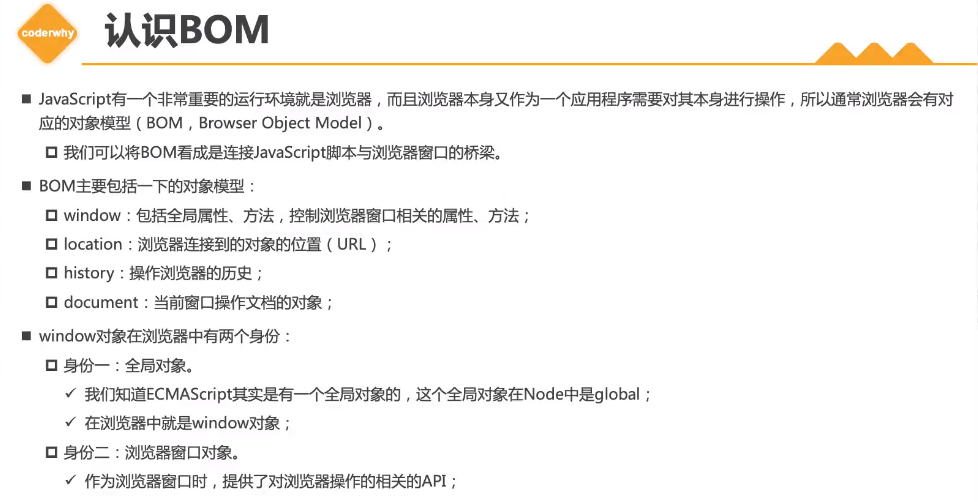 coderwhy
认识BOM
JavaScript有一个非常重要的运行环境就是浏览器，而且浏览器本身又作为一个应用程序需要对其本身进行操作，所以通常浏览器会有对
应的对象模型（BOM，Browser Object Model）。
我们可以将BOM看成是连接JavaScript脚本与浏览器窗口的桥梁。
BOM主要包括一下的对象模型：
window：包括全局属性、方法，控制浏览器窗口相关的属性、方法；
location：浏览器连接到的对象的位置（URL）；
history：操作浏览器的历史；
document：当前窗口操作文档的对象；
window对象在浏览器中有两个身份：
身份一：全局对象。
我们知道ECMAScript其实是有一个全局对象的，这个全局对象在Node中是global；
在浏览器中就是window对象；
身份二：浏览器窗口对象。
作为浏览器窗口时，提供了对浏览器操作的相关的API；